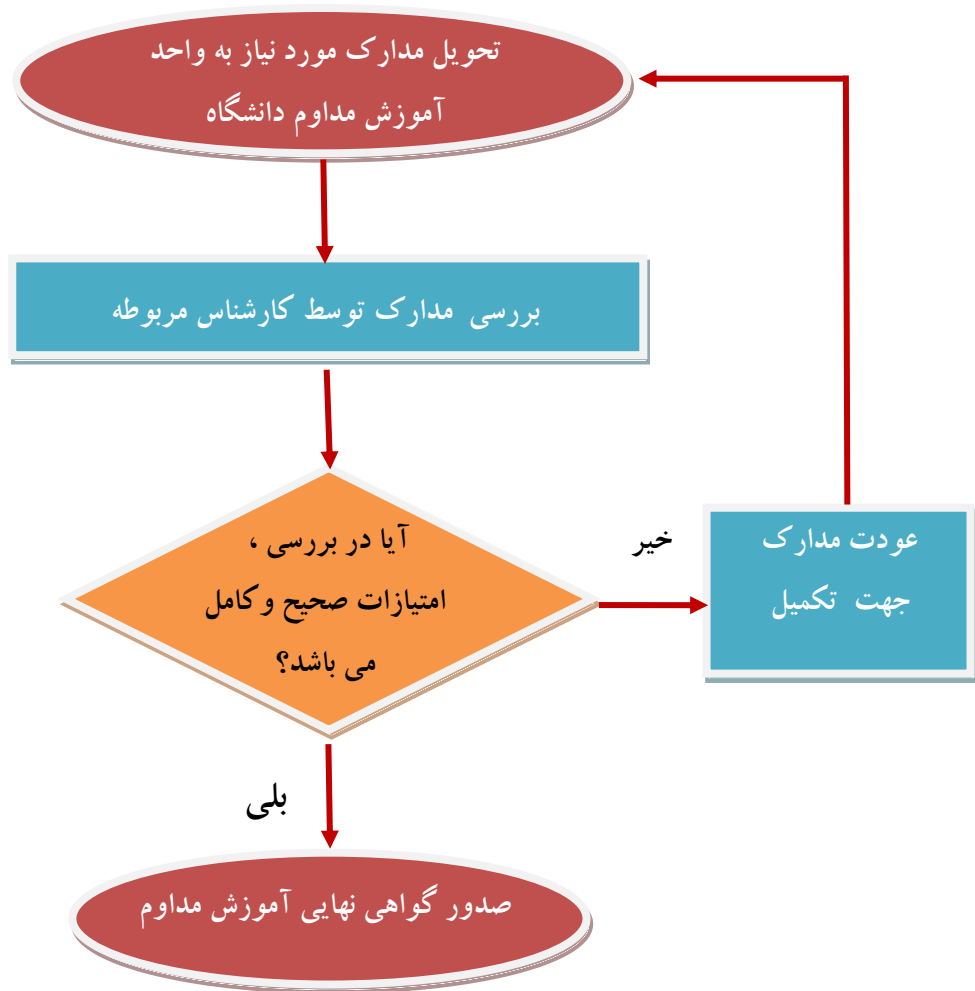 تحویل مدارک مورد نیاز به واحد
آموزش مداوم دانشگاه
بررسی مدارک توسط کارشناس مربوطه
آیا در بررسی ،
امتیازات صحیح و کامل
می باشد؟
خیر
عودت مدارک
جهت تکمیل
بلی
صدور گواهی نهایی آموزش مداوم